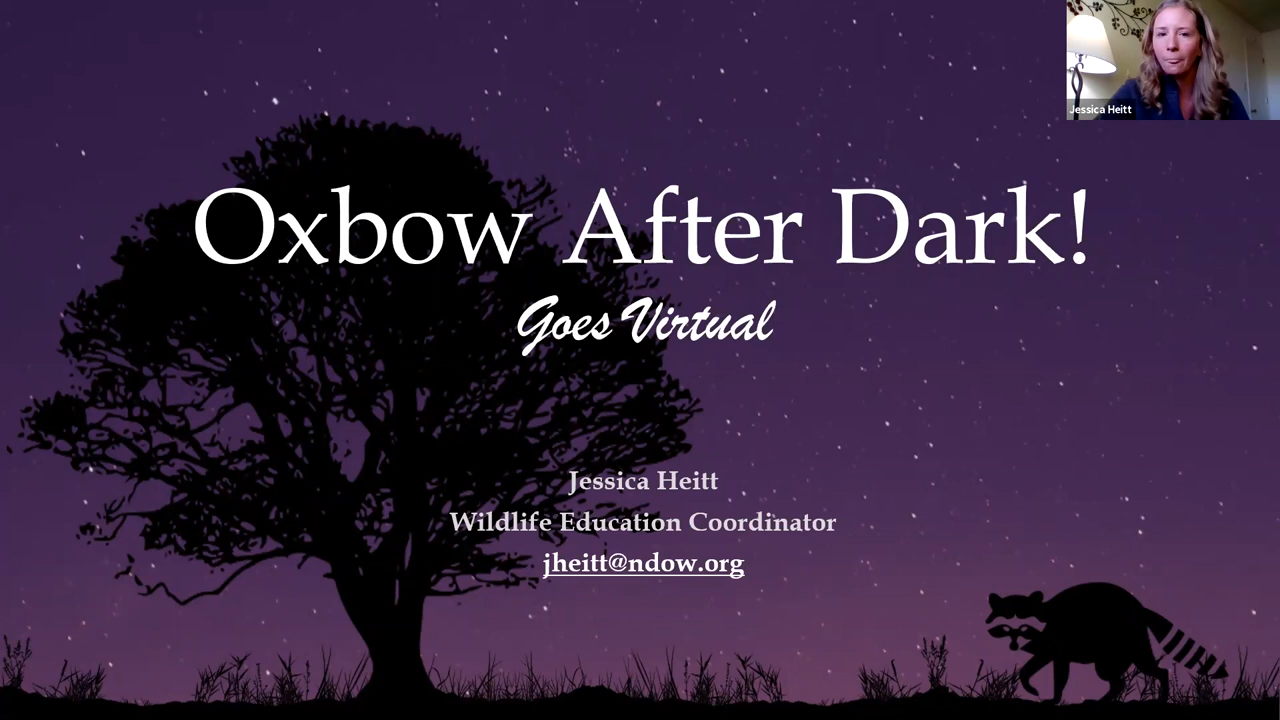 Jessica Heitt
Oxbow After Dark!
Goes Virtual
Jessica Heitt
Wildlife Education Coordinator
jheitt@ndow.org